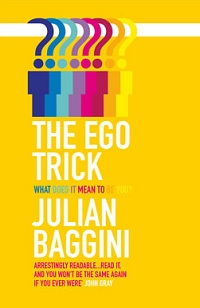 THE EGO
TRICK
WHAT DOES IT MEAN TO BE YOU?
JULIAN
BAGGINI
ARRESTINGLY READABLE...READ IT,
AND YOU WON'T BE THE SAME AGAIN
IF YOU EVER WERE' JOHN GRAY